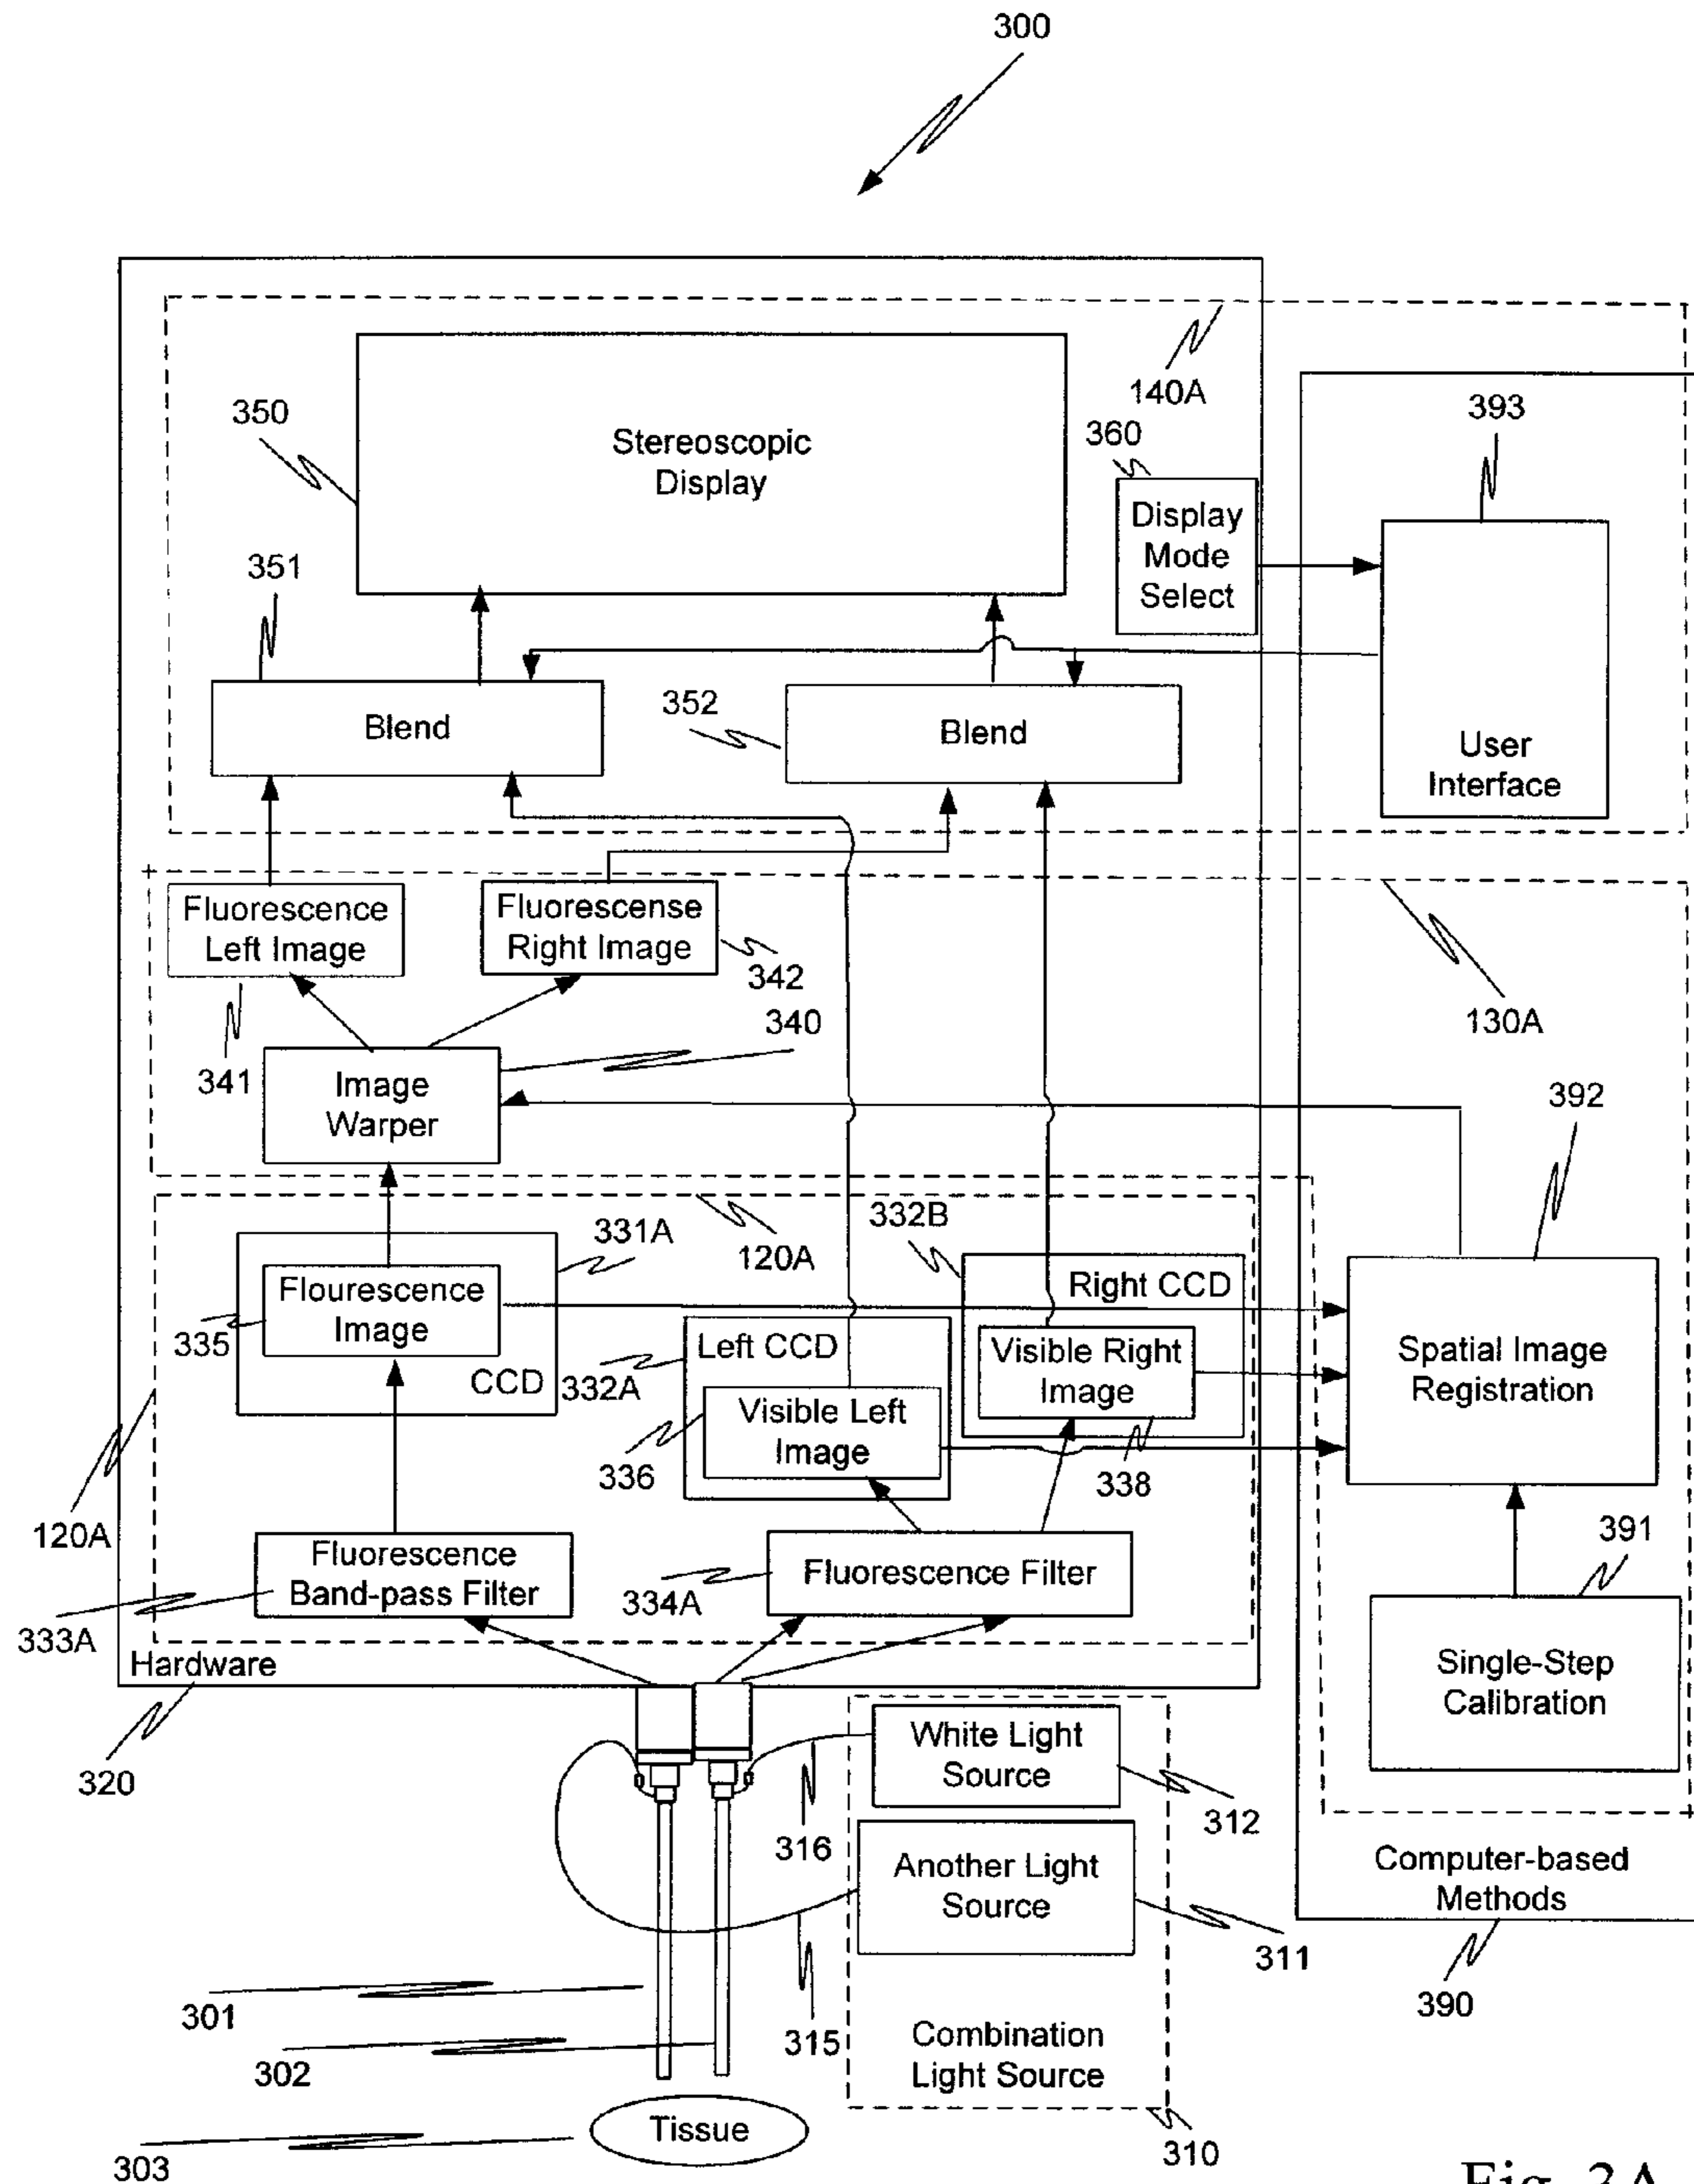 300
140A
350
Stereoscopic
Display
360
393
Display
Mode
Select
351
352
Blend
Blend
User
Interface
Fluorescence
Left Image
Fluorescense
Right Image
342
340
341
130A
Image
Warper
392
332B
331A
120A
Right CCD
Flourescence
Image
335
CCD
Left CCD
332A
Visible Right
Image
Spatial Image
Registration
Visible Left
Image
336
338
120A
391
Fluorescence
Band-pass Filter
Fluorescence Filter
334A
333A
Hardware
Single-Step
Calibration
White Light
Source
320
312
316
Another Light
Source
Computer-based
Methods
311
301
390
315
Combination
Light Source
302
Tissue
303
310
Fig. 3A